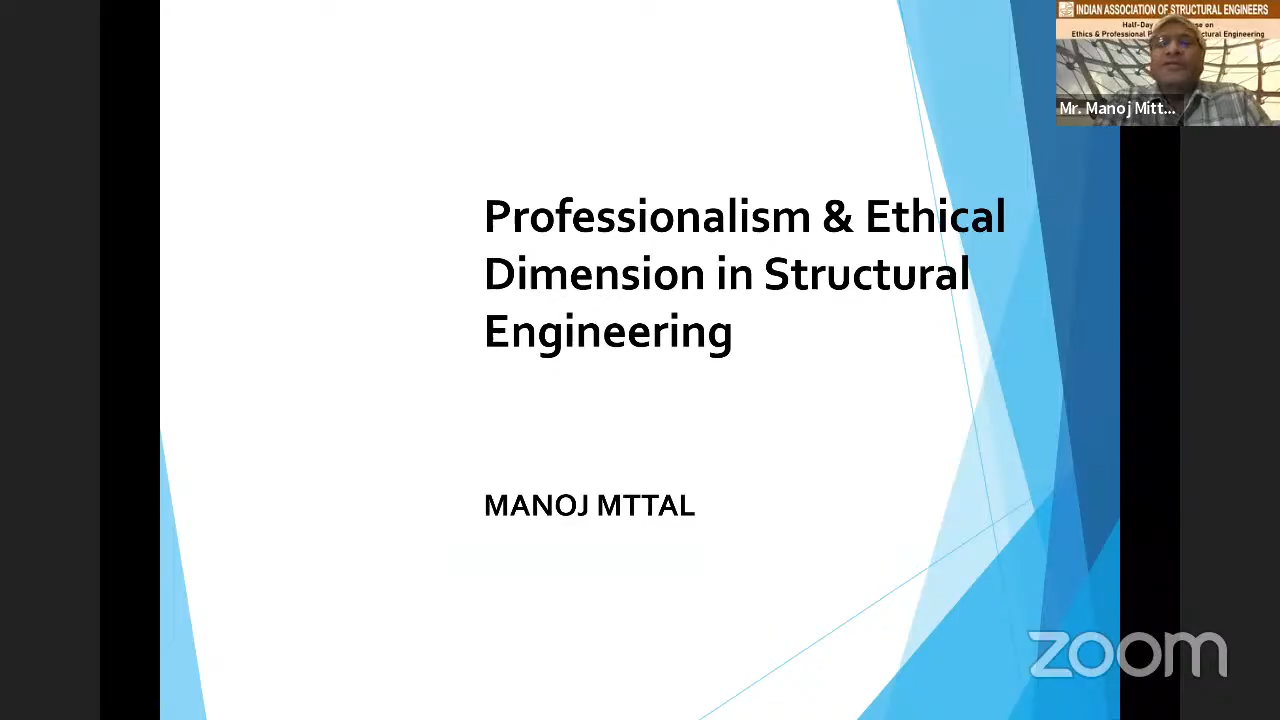 INDIAN ASSOCIATION OF STRUCTURAL ENGINEERS
Half-Day on
Ethics & Professional Engineering
Mr. Manoj Mitt...
Professionalism & Ethical
Dimension in Structural
Engineering
MANOJ MTTAL
zoom